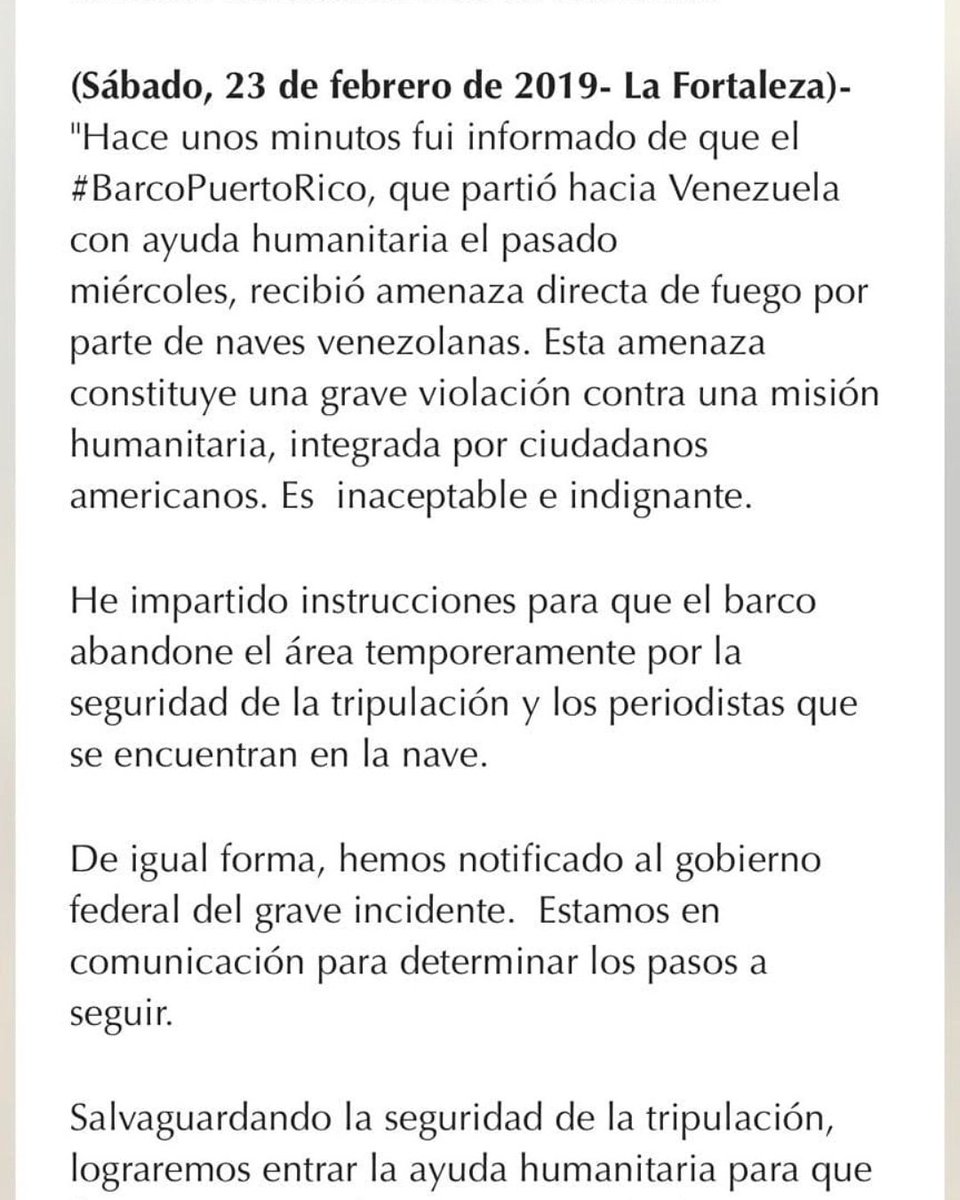 (Sábado, 23 de febrero de 2019- La Fortaleza)-
"Hace unos minutos fui informado de que el
#BarcoPuertoRico, que partió hacia Venezuela
con ayuda humanitaria el pasado
miércoles, recibió amenaza directa de fuego por
parte de naves venezolanas. Esta amenaza
constituye una grave violación contra una misión
humanitaria, integrada por ciudadanos
americanos. Es  inaceptable e indignante.

He impartido instrucciones para que el barco
abandone el área temporeramente por la
seguridad de la tripulación y los periodistas que
se encuentran en la nave.

De igual forma, hemos notificado al gobierno
federal del grave incidente.  Estamos en
comunicación para determinar los pasos a
seguir.

Salvaguardando la seguridad de la tripulación,
lograremos entrar la ayuda humanitaria para que